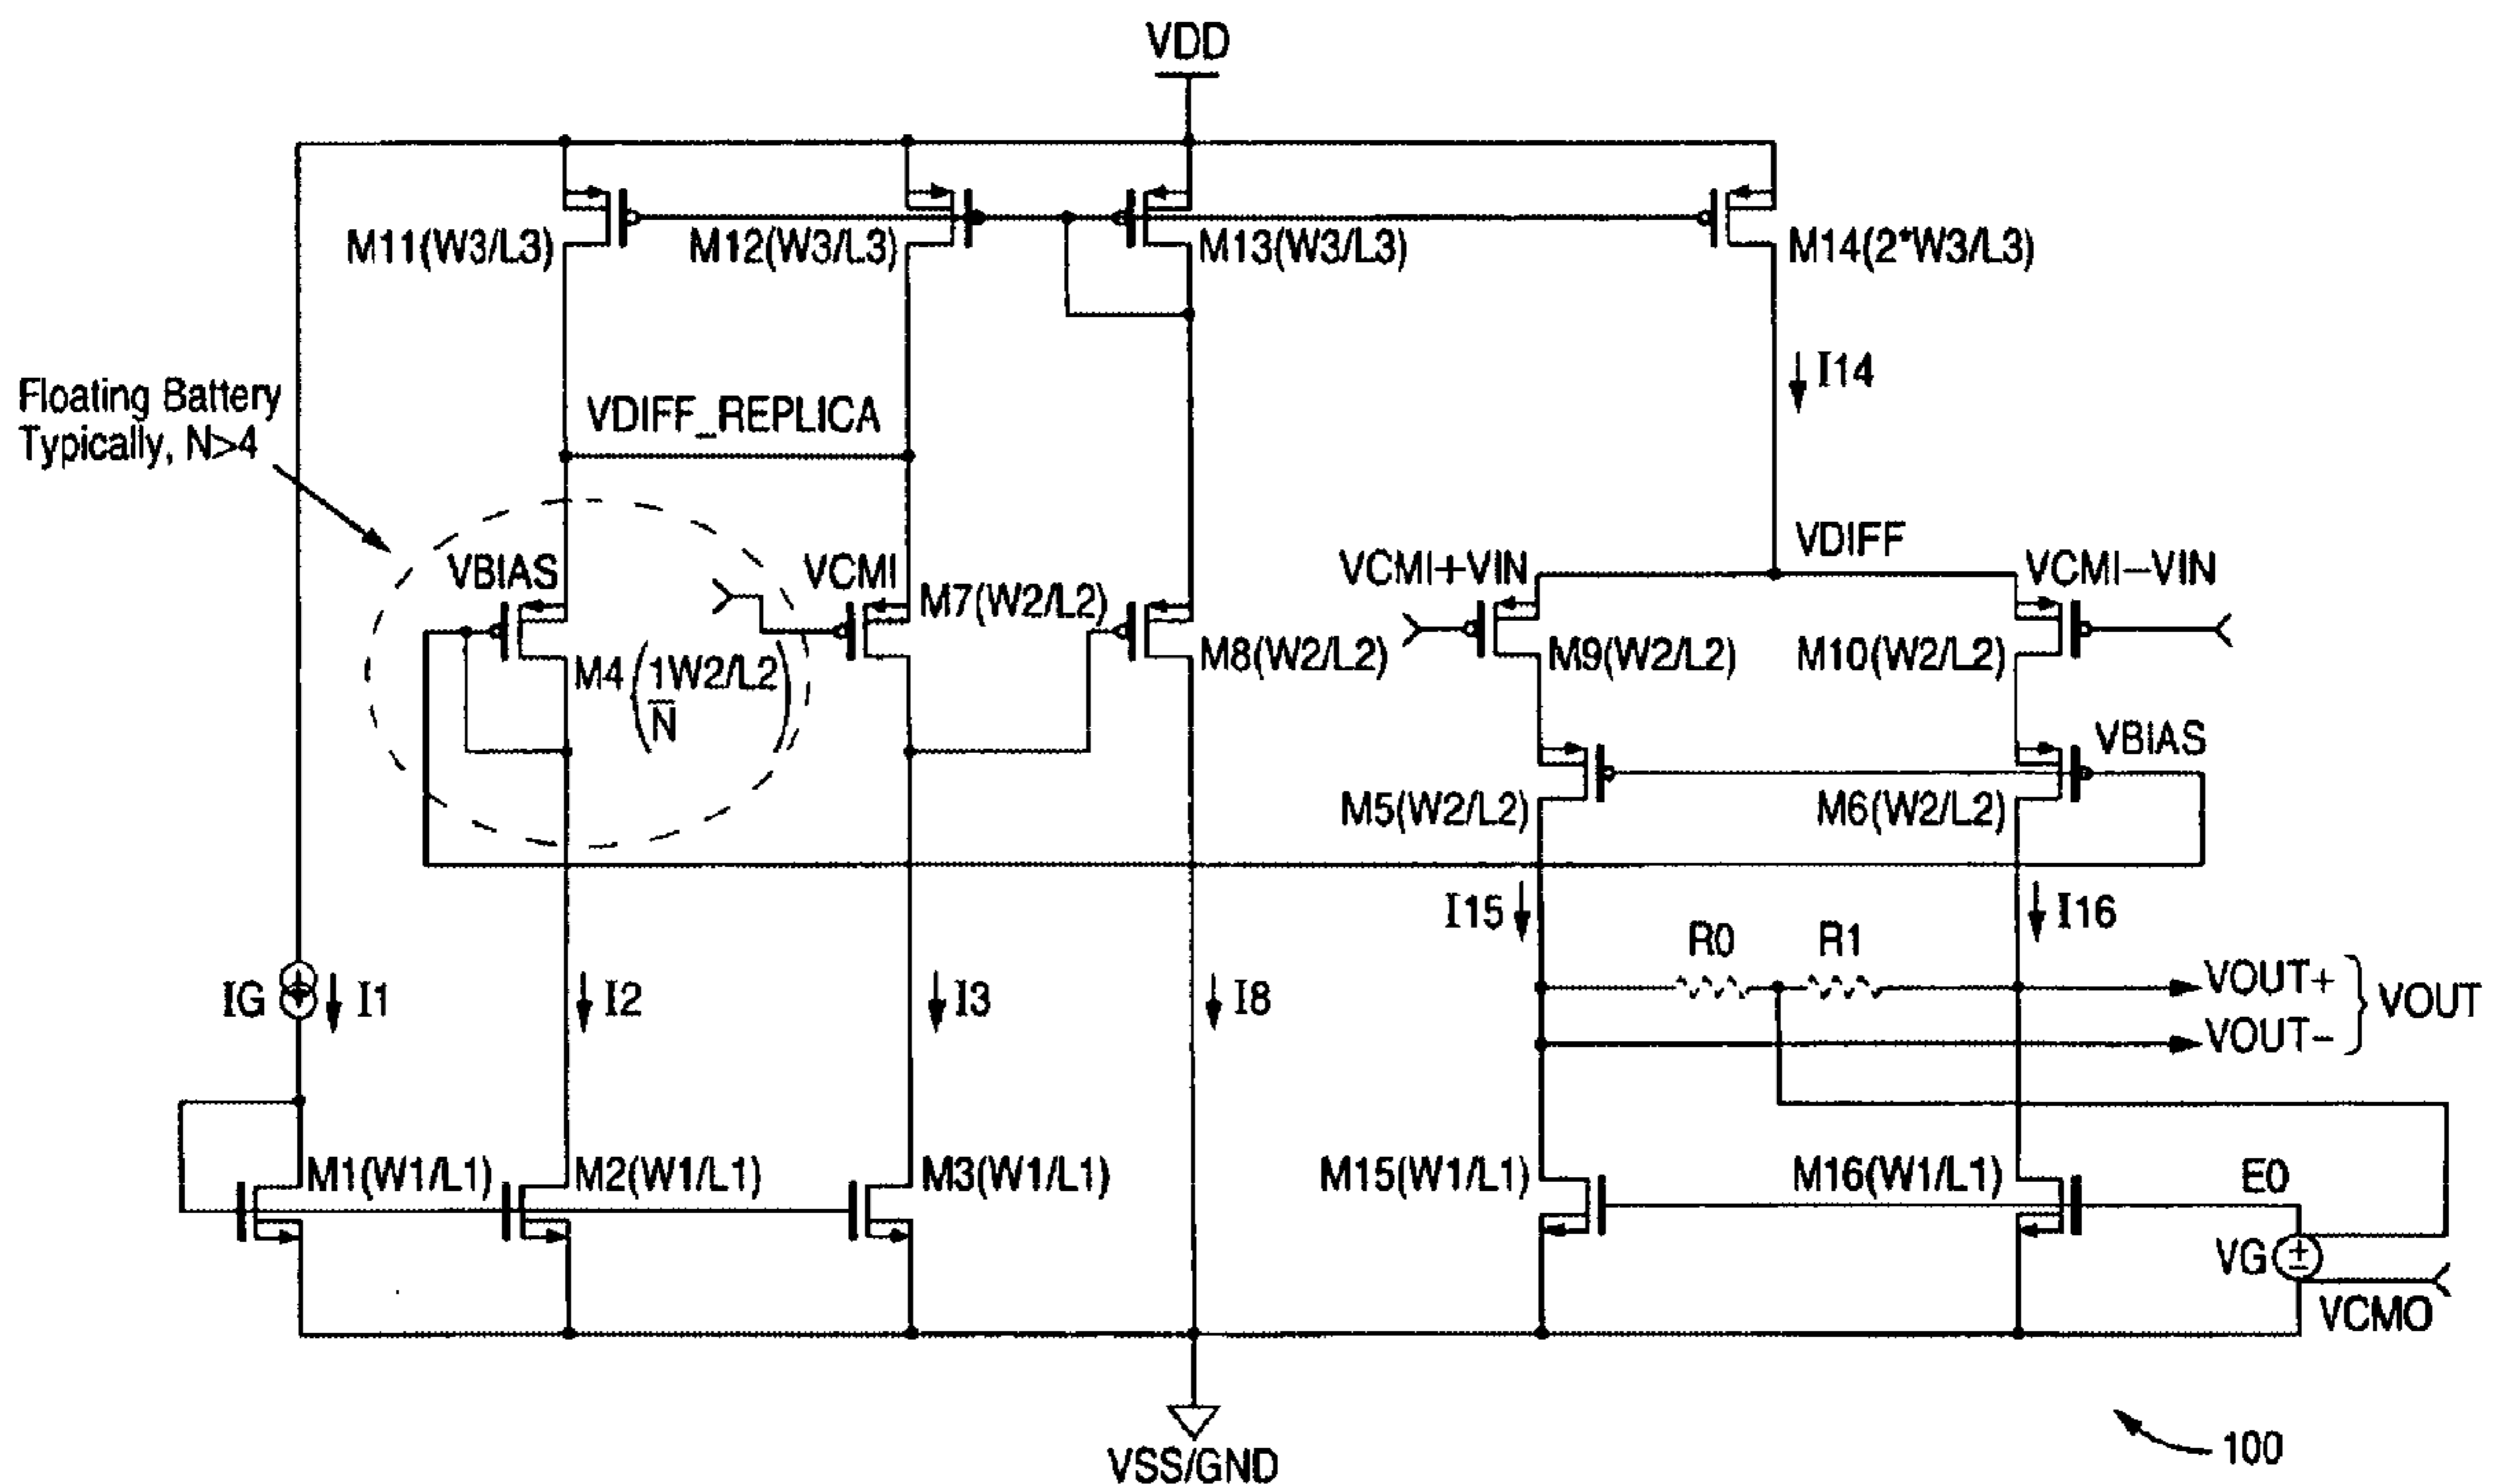 VDD
M11(W3/L3)
M12(W3/L3)
M13(W3/L3)
M14(2*W3/L3)
I14
Floating Battery
Typically, N>4
VDIFF_REPLICA
VDIFF
VBIAS
VCMI
M7(W2/L2)
VCMI+VIN
VCMI−VIN
M4(1W2/L2
N)
M8(W2/L2)
M9(W2/L2)
M10(W2/L2)
VBIAS
M5(W2/L2)
M6(W2/L2)
I15
I16
R0
R1
IG
I1
I2
I3
I8
VOUT+
VOUT−
VOUT
M1(W1/L1)
M2(W1/L1)
M3(W1/L1)
M15(W1/L1)
M16(W1/L1)
E0
VG
+
−
VCMO
VSS/GND
100